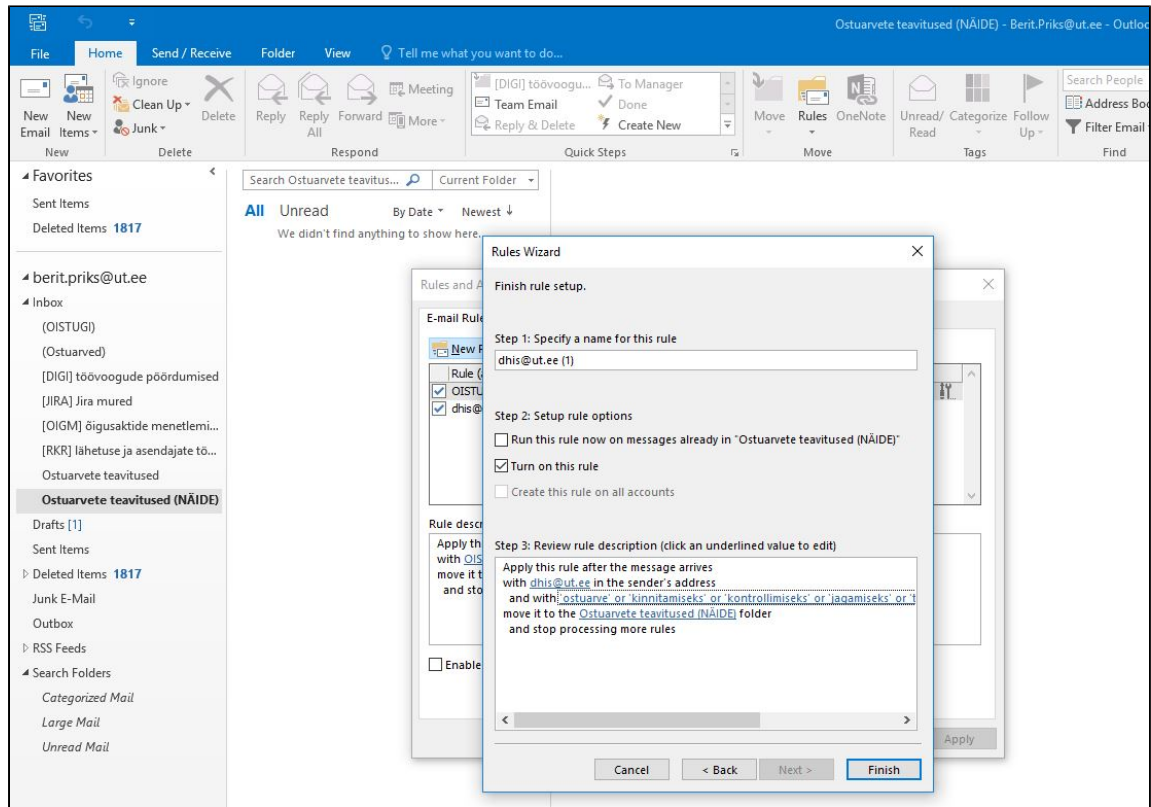 Ostuarvete teavitused (NÄIDE) - Berit.Priks@ut.ee - Outloo
File Home Send / Receive Folder View Tell me what you want to do...
New Email
New Items
Ignore
Clean Up
Junk
Delete
Reply
Reply All
Forward
Meeting
More
[DIGI] töövoogu...
Team Email
Reply & Delete
To Manager
Done
Create New
Move
Rules
OneNote
Unread/ Read
Categorize
Follow Up
Search People
Address Boo
Filter Email
New Delete Respond Quick Steps Move Tags Find
Favorites
Sent Items
Deleted Items 1817
berit.priks@ut.ee
Inbox
(OISTUGI)
(Ostuarved)
[DIGI] töövoogude pöördumised
[JIRA] Jira mured
[OIGM] õigusaktide menetlemi...
[RKR] lähetuse ja asendajate tö...
Ostuarvete teavitused
Ostuarvete teavitused (NÄIDE)
Drafts [1]
Sent Items
Deleted Items 1817
Junk E-Mail
Outbox
RSS Feeds
Search Folders
Categorized Mail
Large Mail
Unread Mail
Search Ostuarvete teavitus... Current Folder
All Unread By Date Newest ↓
We didn't find anything to show here.
Rules and A
E-mail Rule
New R
Rule (a
OISTU
dhis@
Rule descr
Apply th
with OIS
move it t
and sto
Enable
Apply
Rules Wizard
Finish rule setup.
Step 1: Specify a name for this rule
dhis@ut.ee (1)
Step 2: Setup rule options
Run this rule now on messages already in "Ostuarvete teavitused (NÄIDE)"
Turn on this rule
Create this rule on all accounts
Step 3: Review rule description (click an underlined value to edit)
Apply this rule after the message arrives
with dhis@ut.ee in the sender's address
and with 'ostuarve' or 'kinnitamiseks' or 'kontrollimiseks' or 'jagamiseks' or 't
move it to the Ostuarvete teavitused (NÄIDE) folder
and stop processing more rules
Cancel < Back Next > Finish